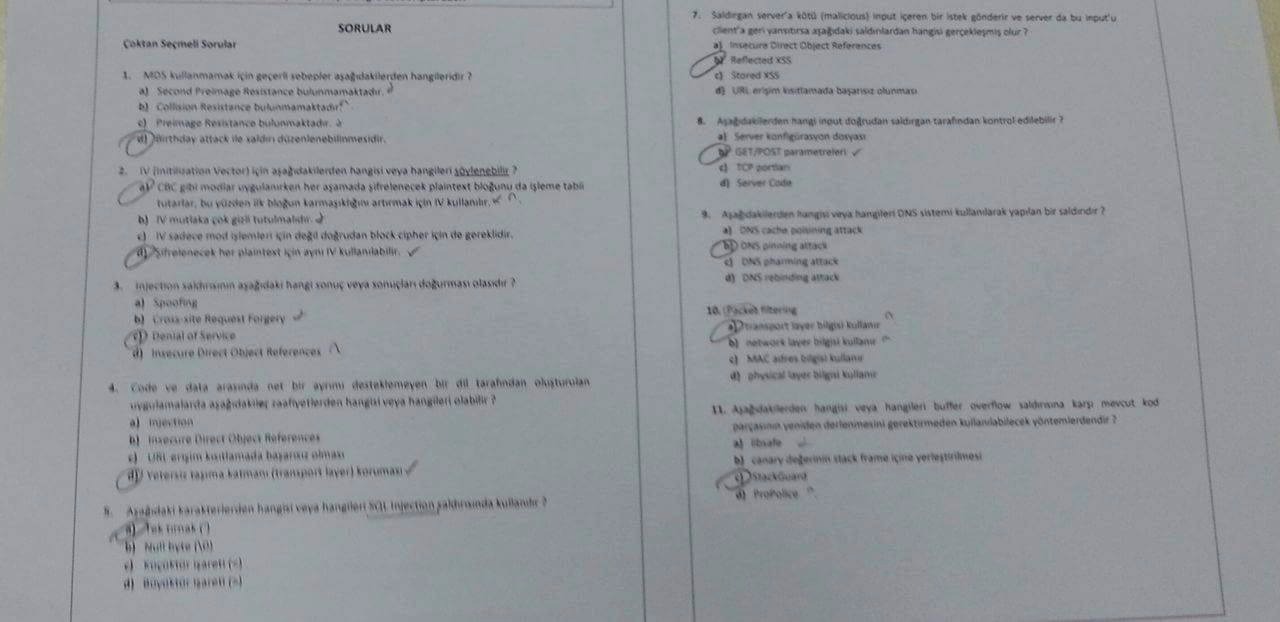 SORULAR
Çoktan Seçmeli Sorular
1. MD5 kullanmamak için geçerli sebepler aşağıdakilerden hangileridir ?
a) Second Preimage Resistance bulunmamaktadır.
b) Collision Resistance bulunmamaktadır.
c) Preimage Resistance bulunmaktadır.
d) Birthday attack ile saldırı düzenlenebilinmesidir.
2. IV (Initilization Vector) için aşağıdakilerden hangisi veya hangileri söylenebilir ?
a) CBC gibi modlar uygulanırken her aşamada şifrelenecek plaintext bloğunu da işleme tabii
tutarlar, bu yüzden ilk bloğun karmaşıklığını artırmak için IV kullanılır.
b) IV mutlaka çok gizli tutulmalıdır.
c) IV sadece mod işlemleri için değil doğrudan block cipher için de gereklidir.
d) Şifrelenecek her plaintext için aynı IV kullanılabilir.
3. Injection saldırısının aşağıdaki hangi sonuç veya sonuçları doğurması olasıdır ?
a) Spoofing
b) Cross-site Request Forgery
c) Denial of Service
d) Insecure Direct Object References
4. Code ve data arasında net bir ayrımı desteklemeyen bir dil tarafından oluşturulan
uygulamalarda aşağıdakiler zaafiyetlerden hangisi veya hangileri olabilir ?
a) Injection
b) Insecure Direct Object References
c) URL erişim kısıtlamada başarısız olması
d) Yetersiz taşıma katmanı (transport layer) koruması
5. Aşağıdaki karakterlerden hangisi veya hangileri SQL Injection saldırısında kullanılır ?
a) Tek tırnak (')
b) Null byte (\0)
c) Küçüktür işareti (<)
d) Büyüktür işareti (>)
7. Saldırgan server'a kötü (malicious) input içeren bir istek gönderir ve server da bu input'u
client'a geri yansıtırsa aşağıdaki saldırılardan hangisi gerçekleşmiş olur ?
a) Insecure Direct Object References
b) Reflected XSS
c) Stored XSS
d) URL erişim kısıtlamada başarısız olunması
8. Aşağıdakilerden hangi input doğrudan saldırgan tarafından kontrol edilebilir ?
a) Server konfigürasyon dosyası
b) GET/POST parametreleri
c) TCP portları
d) Server Code
9. Aşağıdakilerden hangisi veya hangileri DNS sistemi kullanılarak yapılan bir saldırıdır ?
a) DNS cache poisining attack
b) DNS pinning attack
c) DNS pharming attack
d) DNS rebinding attack
10. Packet filtering
a) transport layer bilgisi kullanır
b) network layer bilgisi kullanır
c) MAC adres bilgisi kullanır
d) physical layer bilgisi kullanır
11. Aşağıdakilerden hangisi veya hangileri buffer overflow saldırısına karşı mevcut kod
parçasının yeniden derlenmesini gerektirmeden kullanılabilecek yöntemlerdendir ?
a) libsafe
b) canary değerinin stack frame içine yerleştirilmesi
c) StackGuard
d) ProPolice